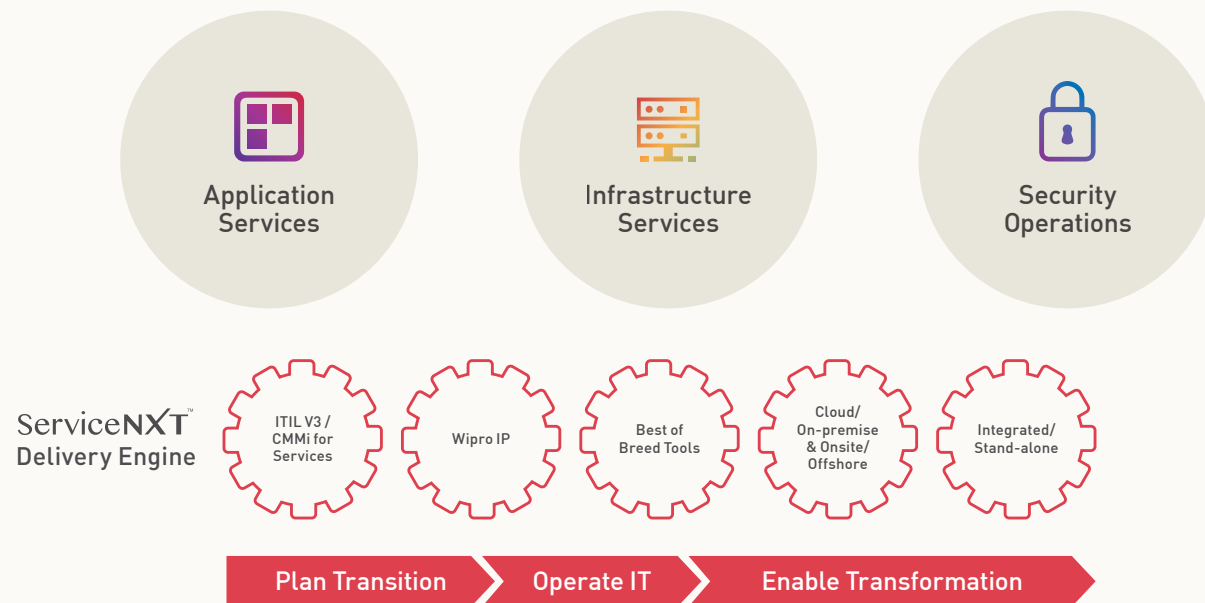 Application
Services
Infrastructure
Services
Security
Operations
ServiceNXT™
Delivery Engine
ITIL V3 /
CMMi for
Services
Wipro IP
Best of
Breed Tools
Cloud/
On-premise
& Onsite/
Offshore
Integrated/
Stand-alone
Plan Transition
Operate IT
Enable Transformation